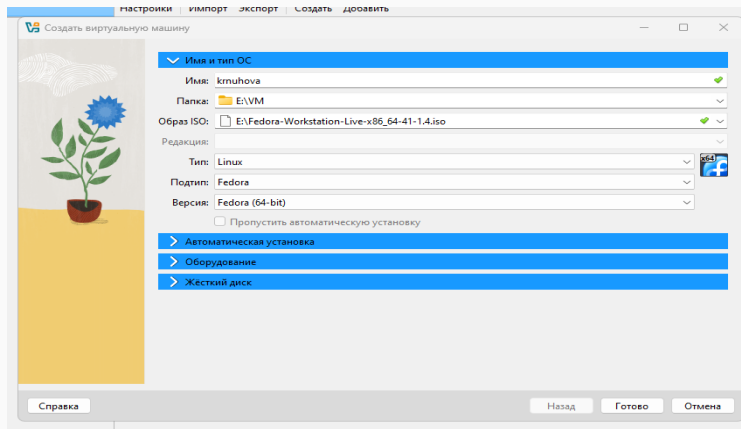 Настройки Импорт Экспорт Создать Добавить
Создать виртуальную машину
Имя и тип ОС
Имя: krnuhova
Папка: E:\VM
Образ ISO: E:\Fedora-Workstation-Live-x86_64-41-1.4.iso
Редакция:
Тип: Linux
x64
Подтип: Fedora
Версия: Fedora (64-bit)
Пропустить автоматическую установку
Автоматическая установка
Оборудование
Жёсткий диск
Справка Назад Готово Отмена